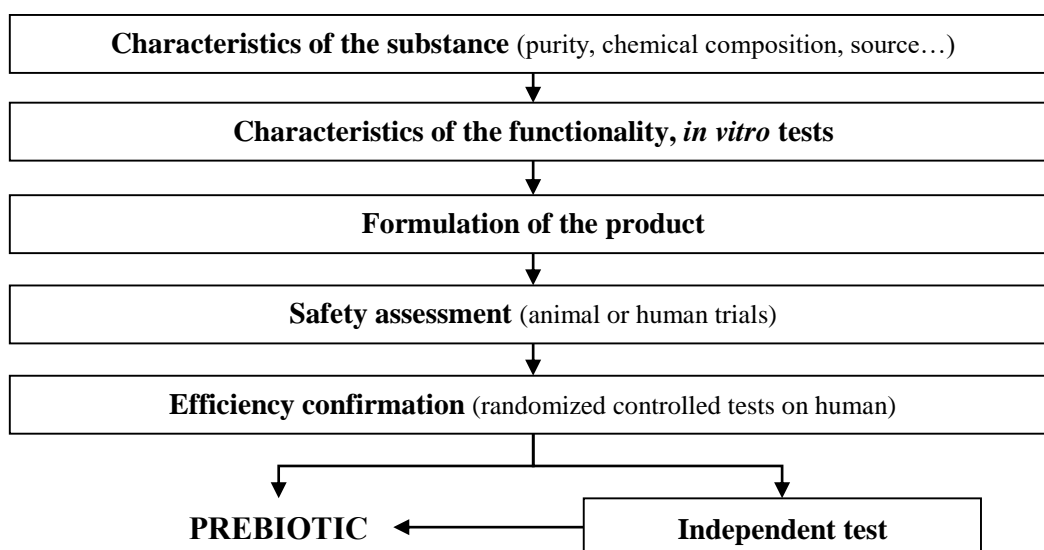 Characteristics of the substance (purity, chemical composition, source…)
Characteristics of the functionality, in vitro tests
Formulation of the product
Safety assessment (animal or human trials)
Efficiency confirmation (randomized controlled tests on human)
PREBIOTIC
Independent test